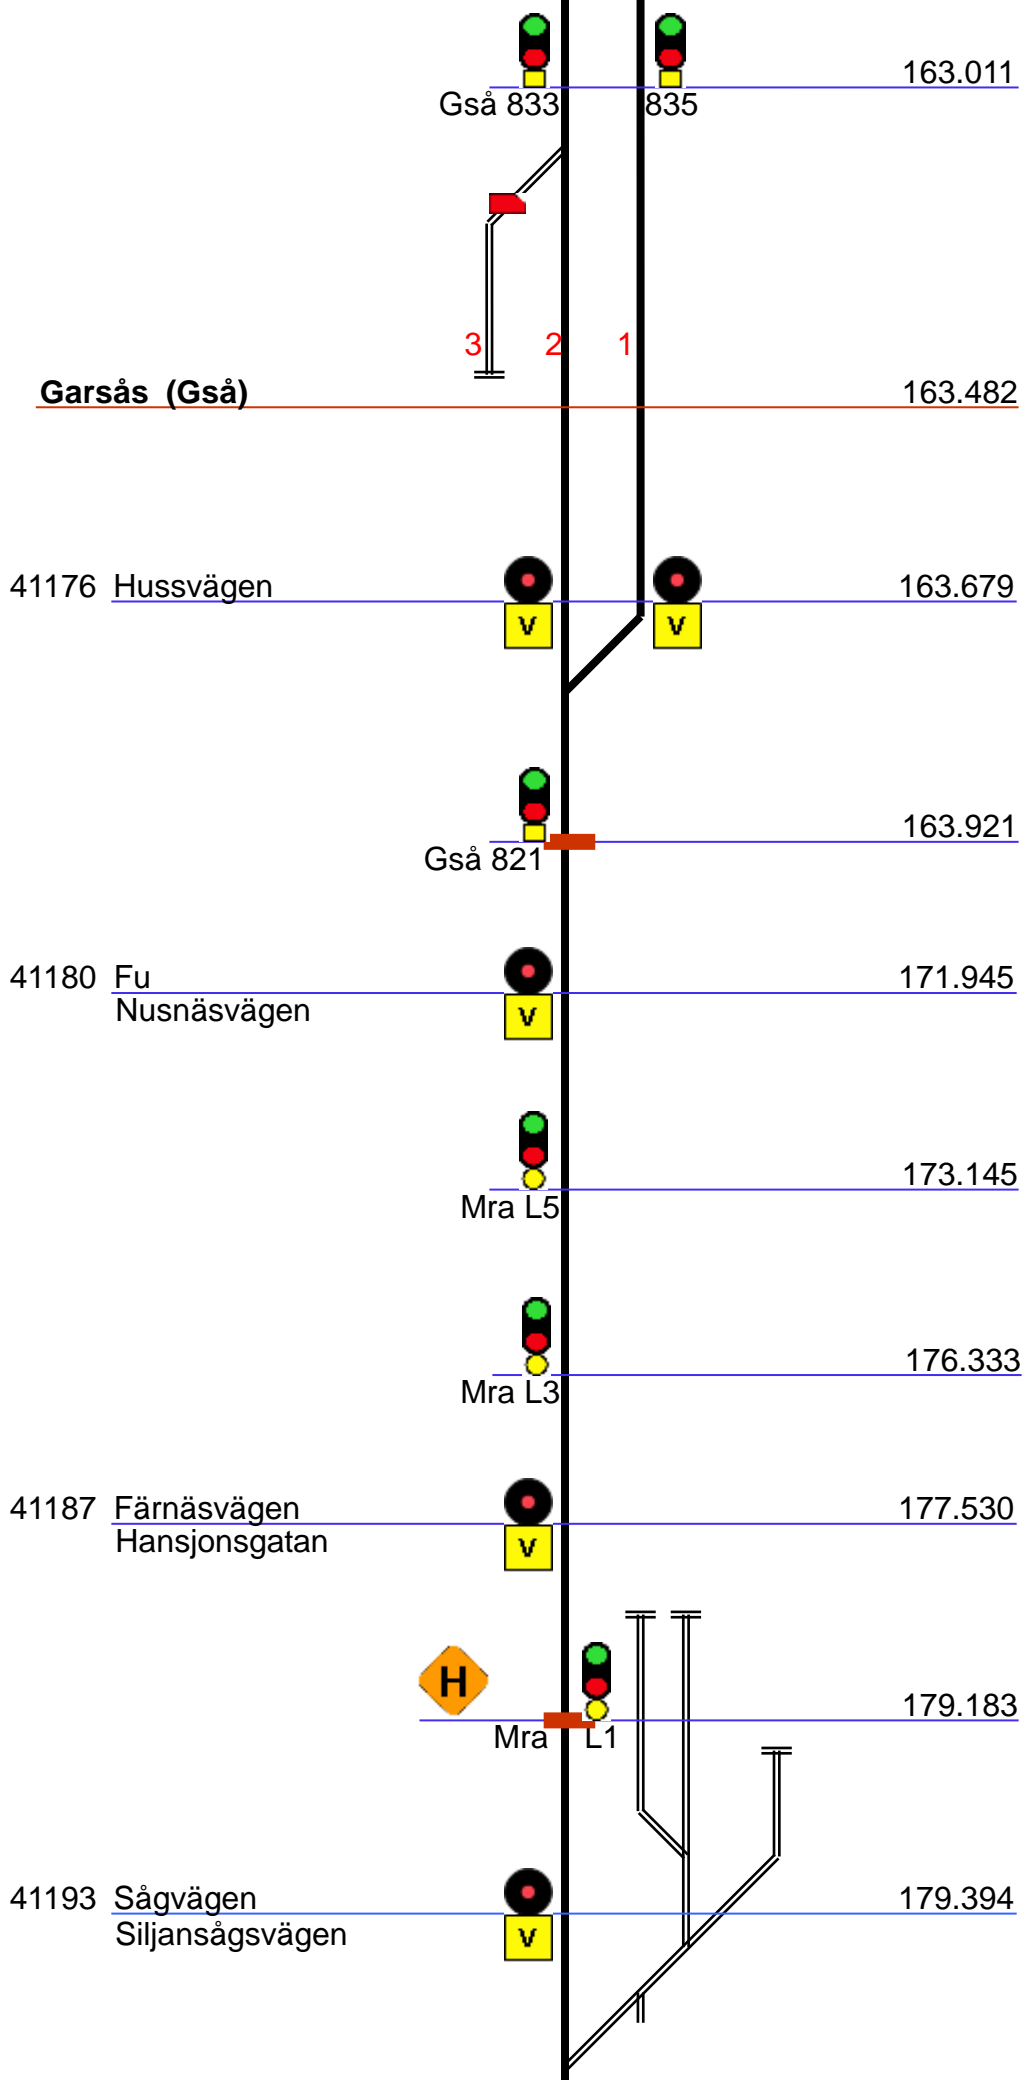 163.011
Gså 833 835
3 2 1
Garsås (Gså) 163.482
41176 Hussvägen 163.679
V V
163.921
Gså 821
41180 Fu 171.945
Nusnäsvägen V
173.145
Mra L5
176.333
Mra L3
41187 Färnäsvägen 177.530
Hansjonsgatan V
H 179.183
Mra L1
41193 Sågvägen 179.394
Siljansågsvägen V